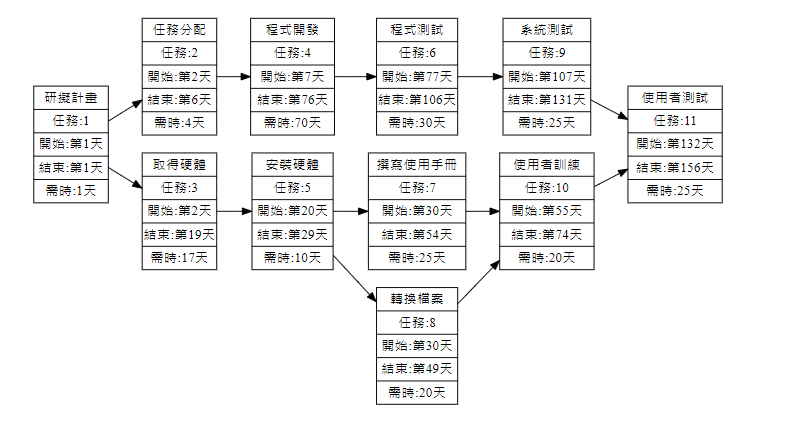 研擬計畫
任務:1
開始:第1天
結束:第1天
需時:1天
任務分配
任務:2
開始:第2天
結束:第6天
需時:4天
程式開發
任務:4
開始:第7天
結束:第76天
需時:70天
程式測試
任務:6
開始:第77天
結束:第106天
需時:30天
系統測試
任務:9
開始:第107天
結束:第131天
需時:25天
使用者測試
任務:11
開始:第132天
結束:第156天
需時:25天
取得硬體
任務:3
開始:第2天
結束:第19天
需時:17天
安裝硬體
任務:5
開始:第20天
結束:第29天
需時:10天
撰寫使用手冊
任務:7
開始:第30天
結束:第54天
需時:25天
使用者訓練
任務:10
開始:第55天
結束:第74天
需時:20天
轉換檔案
任務:8
開始:第30天
結束:第49天
需時:20天